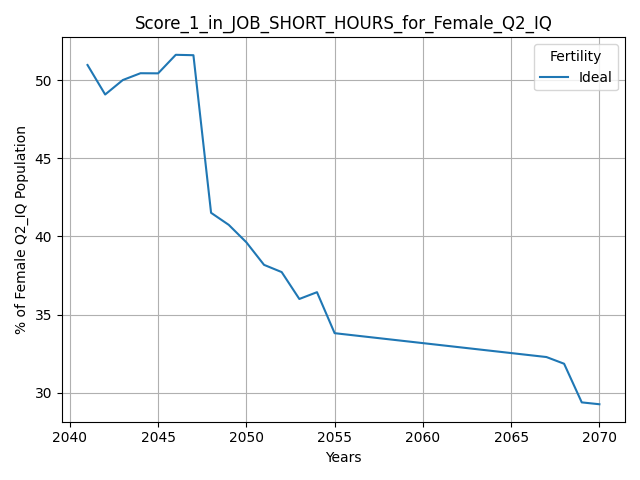 Score_1_in_JOB_SHORT_HOURS_for_Female_Q2_IQ
Fertility
Ideal
% of Female Q2_IQ Population
50
45
40
35
30
2040 2045 2050 2055 2060 2065 2070
Years